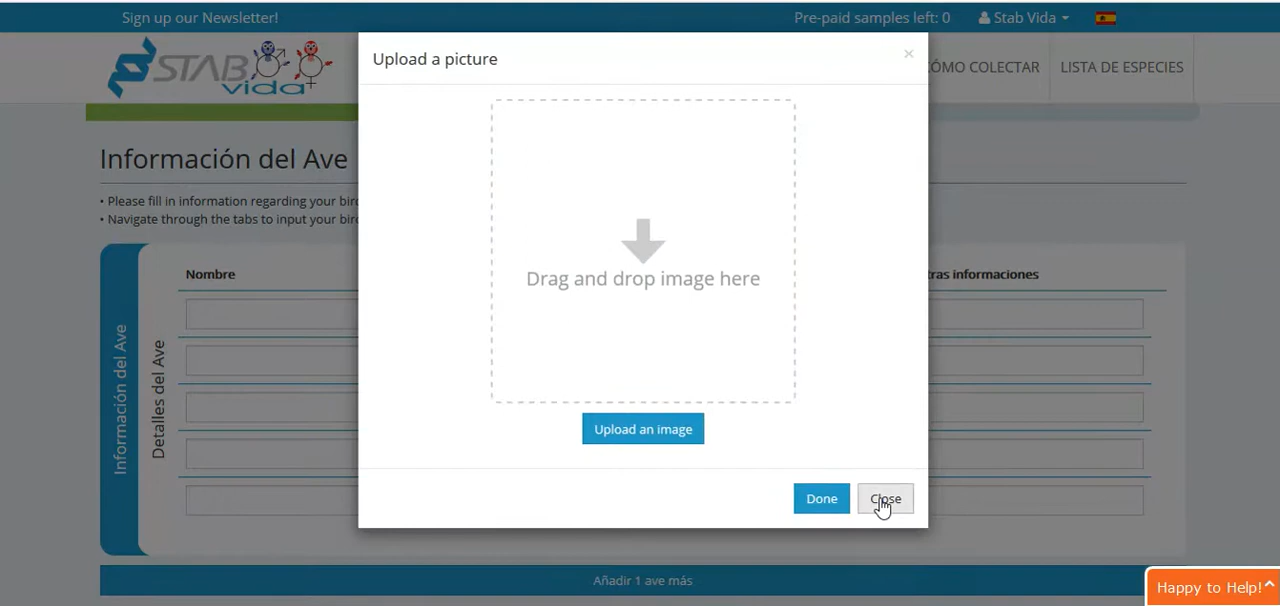 Sign up our Newsletter!
Pre-paid samples left: 0
Stab Vida
STAB
vida
Upload a picture
×
CÓMO COLECTAR
LISTA DE ESPECIES
Información del Ave
• Please fill in information regarding your
• Navigate through the tabs to input your
Drag and drop image here
Nombre
informaciones
Información del Ave
Detalles del Ave
Upload an image
Done
Close
Añadir 1 ave más
Happy to Help!